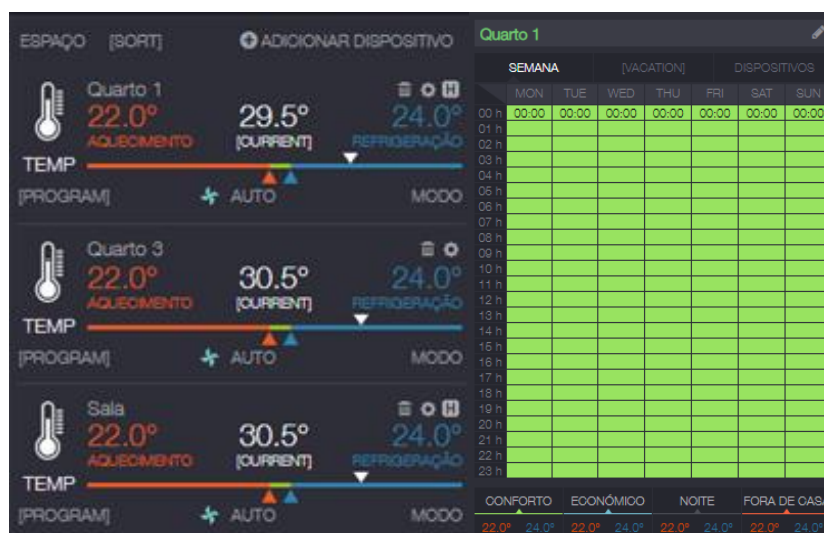 ESPAÇO [SORT] ADICIONAR DISPOSITIVO
Quarto 1 H
22.0° 29.5° 24.0°
AQUECIMENTO [CURRENT] REFRIGERAÇÃO
TEMP
[PROGRAM] AUTO MODO
Quarto 3
22.0° 30.5° 24.0°
AQUECIMENTO [CURRENT] REFRIGERAÇÃO
TEMP
[PROGRAM] AUTO MODO
Sala H
22.0° 30.5° 24.0°
AQUECIMENTO [CURRENT] REFRIGERAÇÃO
TEMP
[PROGRAM] AUTO MODO
Quarto 1
SEMANA [VACATION] DISPOSITIVOS
MON TUE WED THU FRI SAT SUN
00 h 00:00 00:00 00:00 00:00 00:00 00:00 00:00
01 h
02 h
03 h
04 h
05 h
06 h
07 h
08 h
09 h
10 h
11 h
12 h
13 h
14 h
15 h
16 h
17 h
18 h
19 h
20 h
21 h
22 h
23 h
CONFORTO ECONÓMICO NOITE FORA DE CASA
22.0° 24.0° 22.0° 24.0° 22.0° 24.0° 22.0° 24.0°